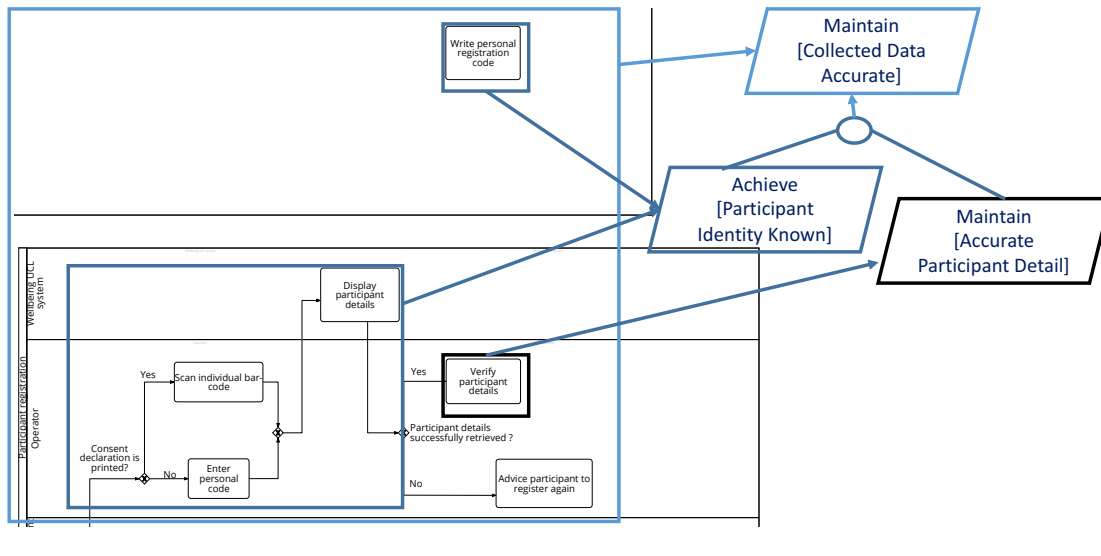 Write personal
registration
code
Maintain
[Collected Data
Accurate]
Achieve
[Participant
Identity Known]
Maintain
[Accurate
Participant Detail]
Participant registration
Wellbeing UCL
system
Operator
Display
participant
details
Yes
Scan individual bar-
code
Yes
Verify
participant
details
Participant details
successfully retrieved ?
Consent
declaration is
printed?
No
Enter
personal
code
No
Advice participant to
register again